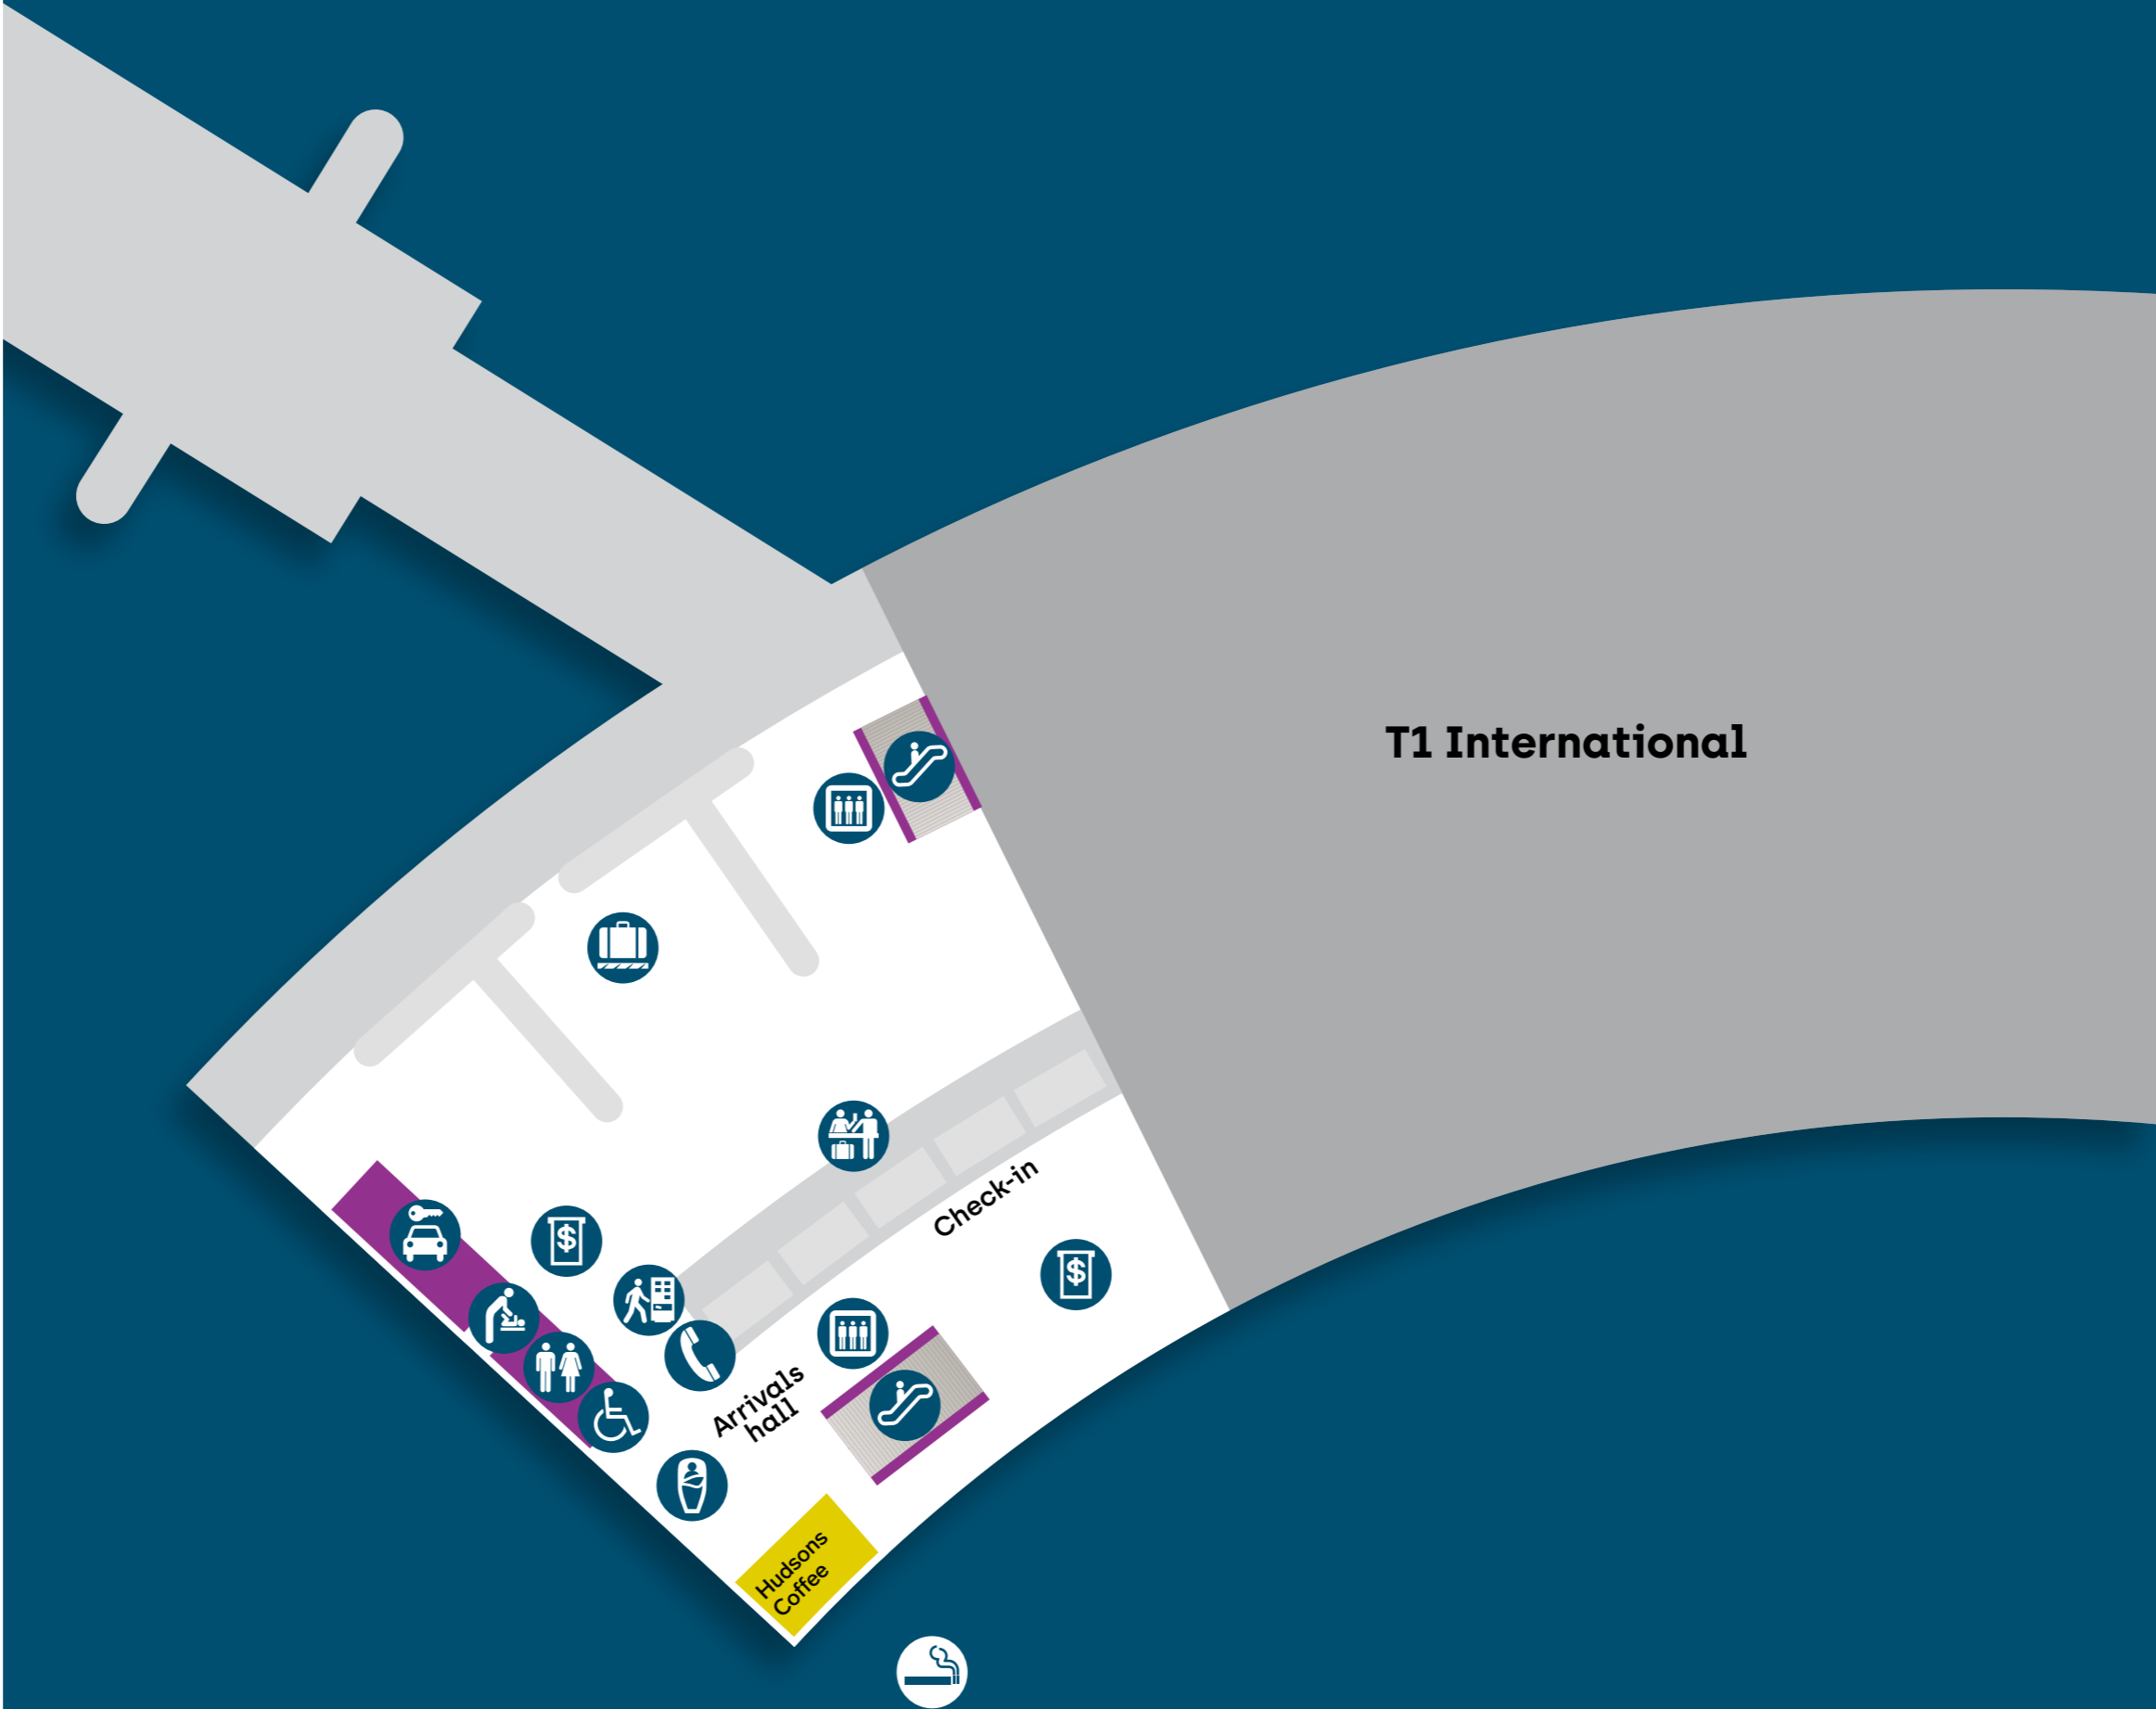 T1 International
Check-in
Arrivals
hall
Hudsons
Coffee
$
$